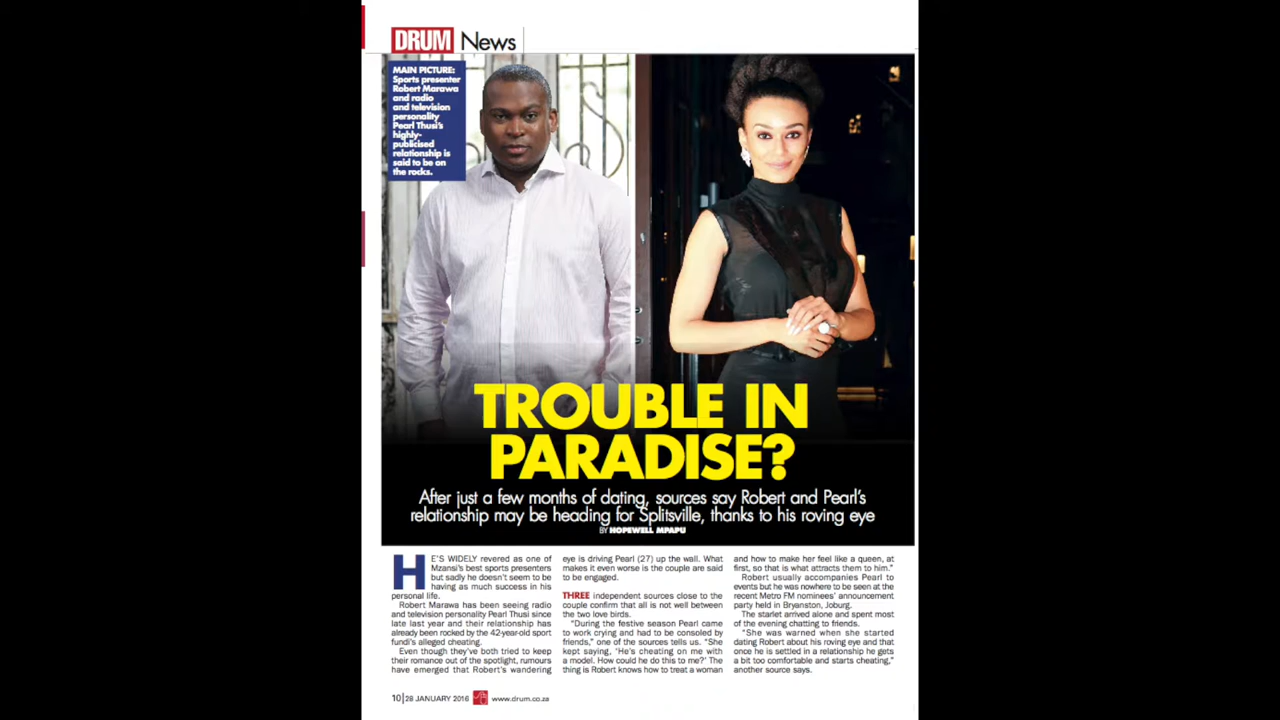 DRUM News
MAIN PICTURE:
Sports presenter
Robert Marawa
and radio
and television
personality
Pearl Thusi's
highly-
publicised
relationship is
said to be on
the rocks.
TROUBLE IN
PARADISE?
After just a few months of dating, sources say Robert and Pearl's
relationship may be heading for Splitsville, thanks to his roving eye
BY HOPEWELL MPAPU
HE'S WIDELY revered as one of
Mzansi's best sports presenters
but sadly he doesn't seem to be
having as much success in his
personal life.
Robert Marawa has been seeing radio
and television personality Pearl Thusi since
late last year and their relationship has
already been rocked by the 42-year-old sport
fundi's alleged cheating.
Even though they've both tried to keep
their romance out of the spotlight, rumours
have emerged that Robert's wandering
eye is driving Pearl (27) up the wall. What
makes it even worse is the couple are said
to be engaged.
THREE independent sources close to the
couple confirm that all is not well between
the two love birds.
"During the festive season Pearl came
to work crying and had to be consoled by
friends," one of the sources tells us. "She
kept saying, 'He's cheating on me with
a model. How could he do this to me?' The
thing is Robert knows how to treat a woman
and how to make her feel like a queen, at
first, so that is what attracts them to him."
Robert usually accompanies Pearl to
events but he was nowhere to be seen at the
recent Metro FM nominees' announcement
party held in Bryanston, Joburg.
The starlet arrived alone and spent most
of the evening chatting to friends.
"She was warned when she started
dating Robert about his roving eye and that
once he is settled in a relationship he gets
a bit too comfortable and starts cheating,"
another source says.
10|28 JANUARY 2016 www.drum.co.za